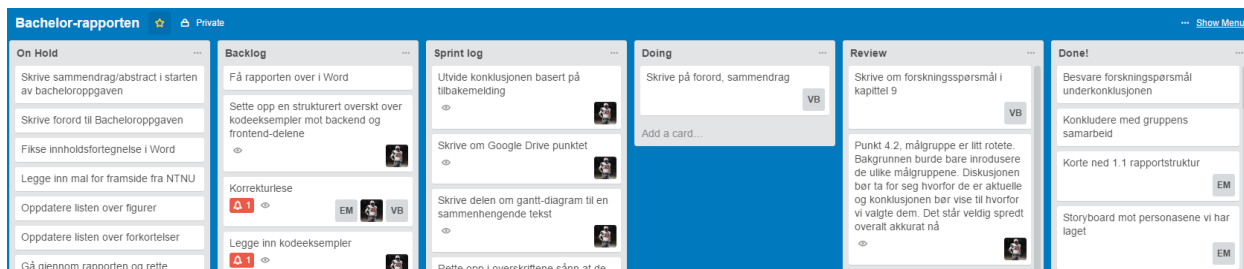 Bachelor-rapporten Private ... Show Menu
On Hold ...
Skrive sammendrag/abstract i starten
av bacheloroppgaven
Skrive forord til Bacheloroppgaven
Fikse innholdsfortegnelse i Word
Legge inn mal for framside fra NTNU
Oppdatere listen over figurer
Oppdatere listen over forkortelser
Gå gjennom rapporten og rette
Backlog ...
Få rapporten over i Word
Sette opp en strukturert overskt over
kodeeksempler mot backend og
frontend-delene
Korrekturlese
1 EM VB
Legge inn kodeeksempler
1
Sprint log ...
Utvide konklusjonen basert på
tilbakemelding
Skrive om Google Drive punktet
Skrive delen om gantt-diagram til en
sammenhengende tekst
Rette opp i overskriftene sånn at de
Doing ...
Skrive på forord, sammendrag
VB
Add a card...
Review ...
Skrive om forskningsspørsmål i
kapittel 9
VB
Punkt 4.2, målgruppe er litt rotete.
Bakgrunnen burde bare inrodusere
de ulike målgruppene. Diskusjonen
bør ta for seg hvorfor de er aktuelle
og konklusjonen bør vise til hvorfor
vi valgte dem. Det står veldig spredt
overalt akkurat nå
Done! ...
Besvare forskningspørsmål
underkonklusjonen
Konkludere med gruppens
samarbeid
Korte ned 1.1 rapportstruktur
EM
Storyboard mot personasene vi har
laget
EM